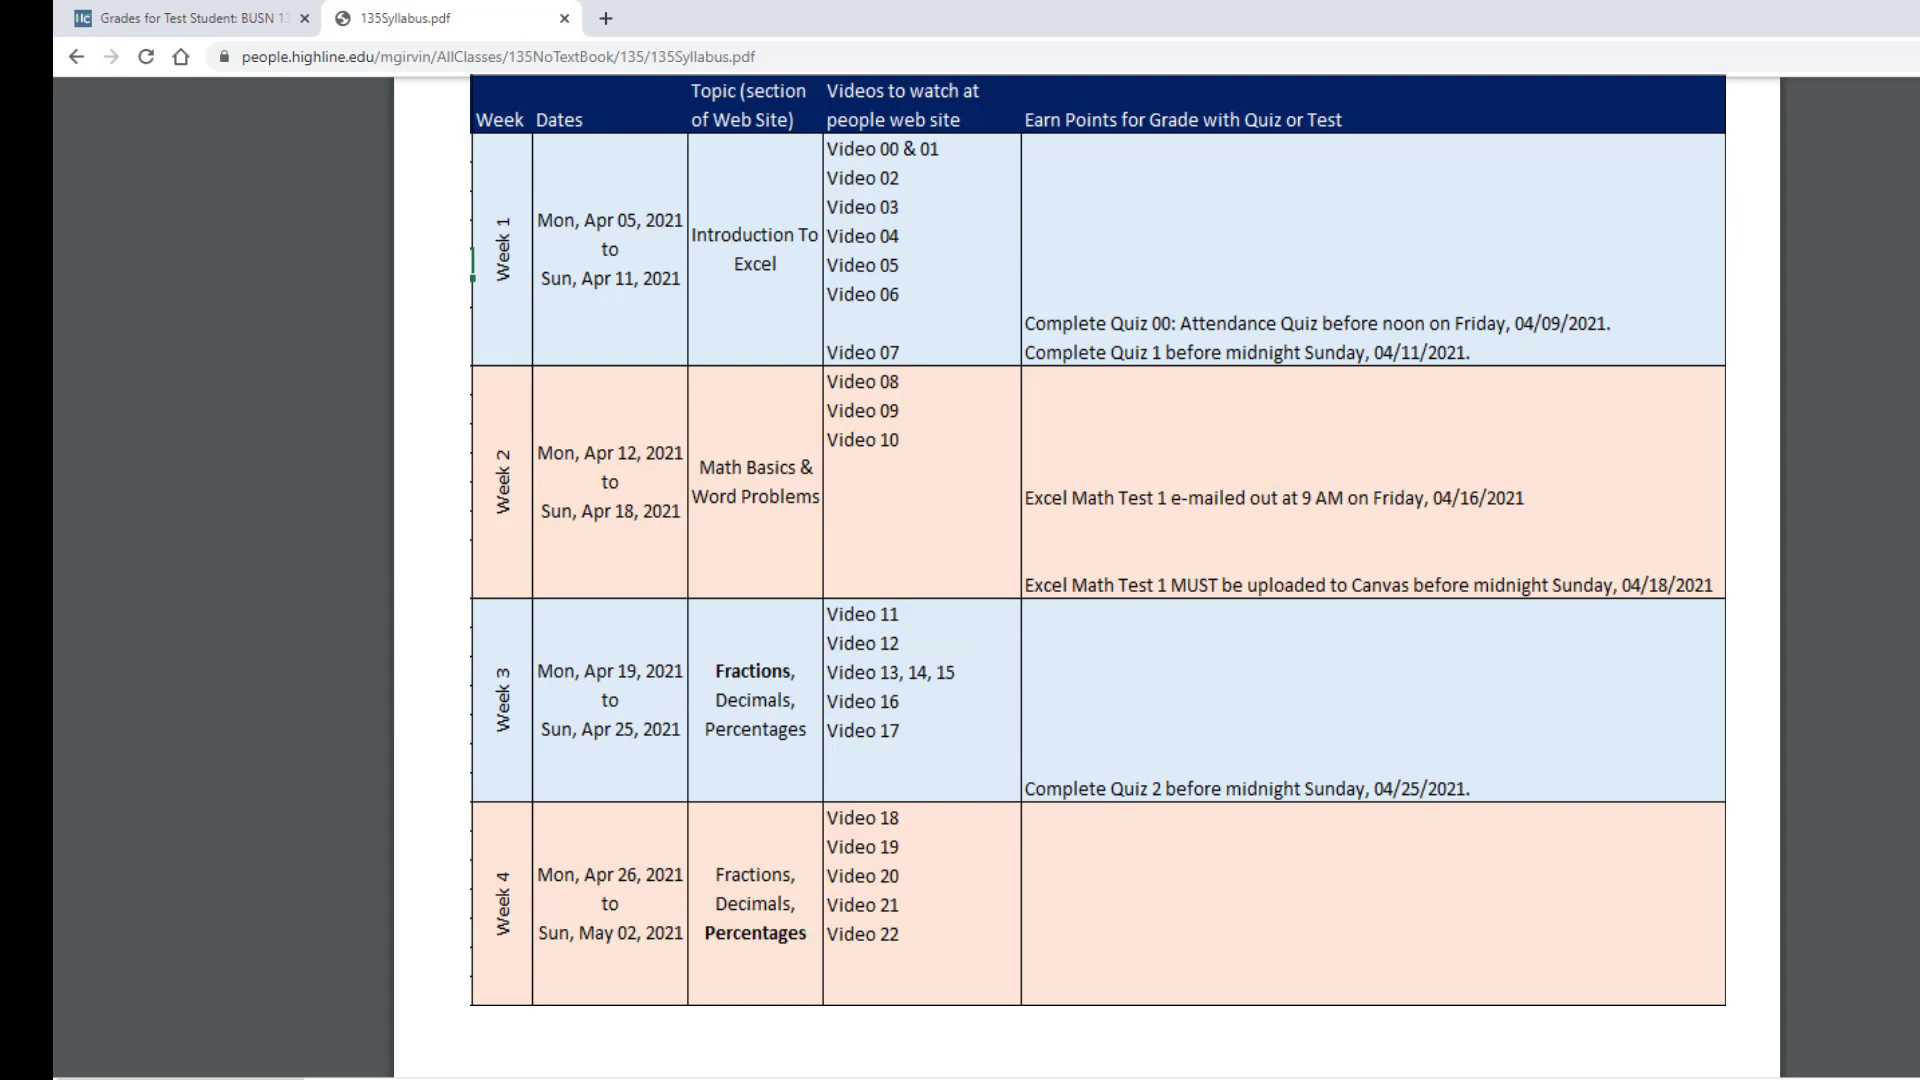 Grades for Test Student: BUSN 13
135Syllabus.pdf
people.highline.edu/mgirvin/AllClasses/135NoTextBook/135/135Syllabus.pdf
Week
Dates
Topic (section
of Web Site)
Videos to watch at
people web site
Earn Points for Grade with Quiz or Test
Week 1
Mon, Apr 05, 2021
to
Sun, Apr 11, 2021
Introduction To
Excel
Video 00 & 01
Video 02
Video 03
Video 04
Video 05
Video 06
Video 07
Complete Quiz 00: Attendance Quiz before noon on Friday, 04/09/2021.
Complete Quiz 1 before midnight Sunday, 04/11/2021.
Week 2
Mon, Apr 12, 2021
to
Sun, Apr 18, 2021
Math Basics &
Word Problems
Video 08
Video 09
Video 10
Excel Math Test 1 e-mailed out at 9 AM on Friday, 04/16/2021
Excel Math Test 1 MUST be uploaded to Canvas before midnight Sunday, 04/18/2021
Week 3
Mon, Apr 19, 2021
to
Sun, Apr 25, 2021
Fractions,
Decimals,
Percentages
Video 11
Video 12
Video 13, 14, 15
Video 16
Video 17
Complete Quiz 2 before midnight Sunday, 04/25/2021.
Week 4
Mon, Apr 26, 2021
to
Sun, May 02, 2021
Fractions,
Decimals,
Percentages
Video 18
Video 19
Video 20
Video 21
Video 22